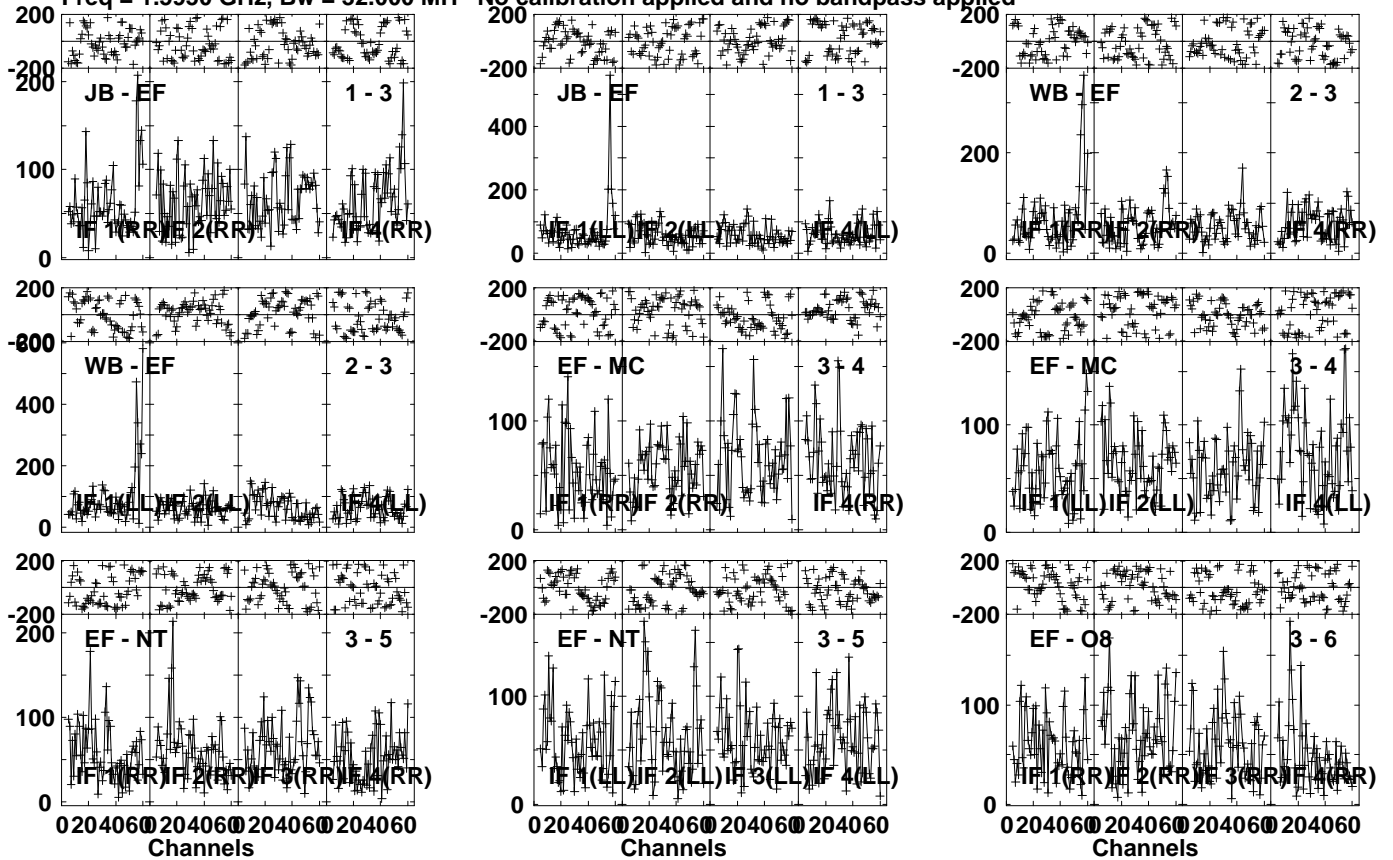 Freq = 1.5950 GHz, Bw = 32.000 MH No calibration applied and no bandpass applied
200 200 200
-200 -200 -200
200
JB - EF 1 - 3
100
IF 1(RR) IF 2(RR) IF 4(RR)
0
JB - EF 1 - 3
400
200
IF 1(LL) IF 2(LL) IF 4(LL)
0
WB - EF 2 - 3
200
IF 1(RR) IF 2(RR) IF 4(RR)
0
200 200 200
-200 -200 -200
600
WB - EF 2 - 3
400
200
IF 1(LL) IF 2(LL) IF 4(LL)
0
EF - MC 3 - 4
100
IF 1(RR) IF 2(RR) IF 4(RR)
0
EF - MC 3 - 4
100
IF 1(LL) IF 2(LL) IF 4(LL)
0
200 200 200
-200 -200 -200
200
EF - NT 3 - 5
100
IF 1(RR) IF 2(RR) IF 3(RR) IF 4(RR)
0
EF - NT 3 - 5
100
IF 1(LL) IF 2(LL) IF 3(LL) IF 4(LL)
0
EF - O8 3 - 6
100
IF 1(RR) IF 2(RR) IF 3(RR) IF 4(RR)
0
0 20 40 60 0 20 40 60 0 20 40 60 0 20 40 60
Channels
0 20 40 60 0 20 40 60 0 20 40 60 0 20 40 60
Channels
0 20 40 60 0 20 40 60 0 20 40 60 0 20 40 60
Channels